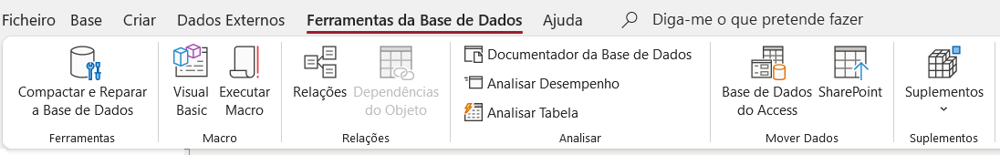 Ficheiro Base Criar Dados Externos Ferramentas da Base de Dados Ajuda Diga-me o que pretende fazer
Compactar e Reparar
a Base de Dados
Ferramentas
Visual
Basic
Executar
Macro
Macro
Relações
Dependências
do Objeto
Relações
Documentador da Base de Dados
Analisar Desempenho
Analisar Tabela
Analisar
Base de Dados
do Access
SharePoint
Mover Dados
Suplementos
Suplementos